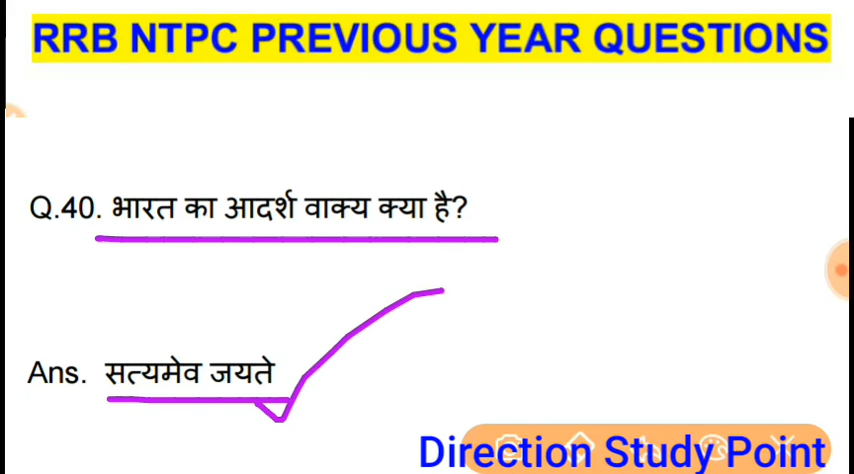 RRB NTPC PREVIOUS YEAR QUESTIONS
Q.40. भारत का आदर्श वाक्य क्या है?
Ans. सत्यमेव जयते
Direction Study Point